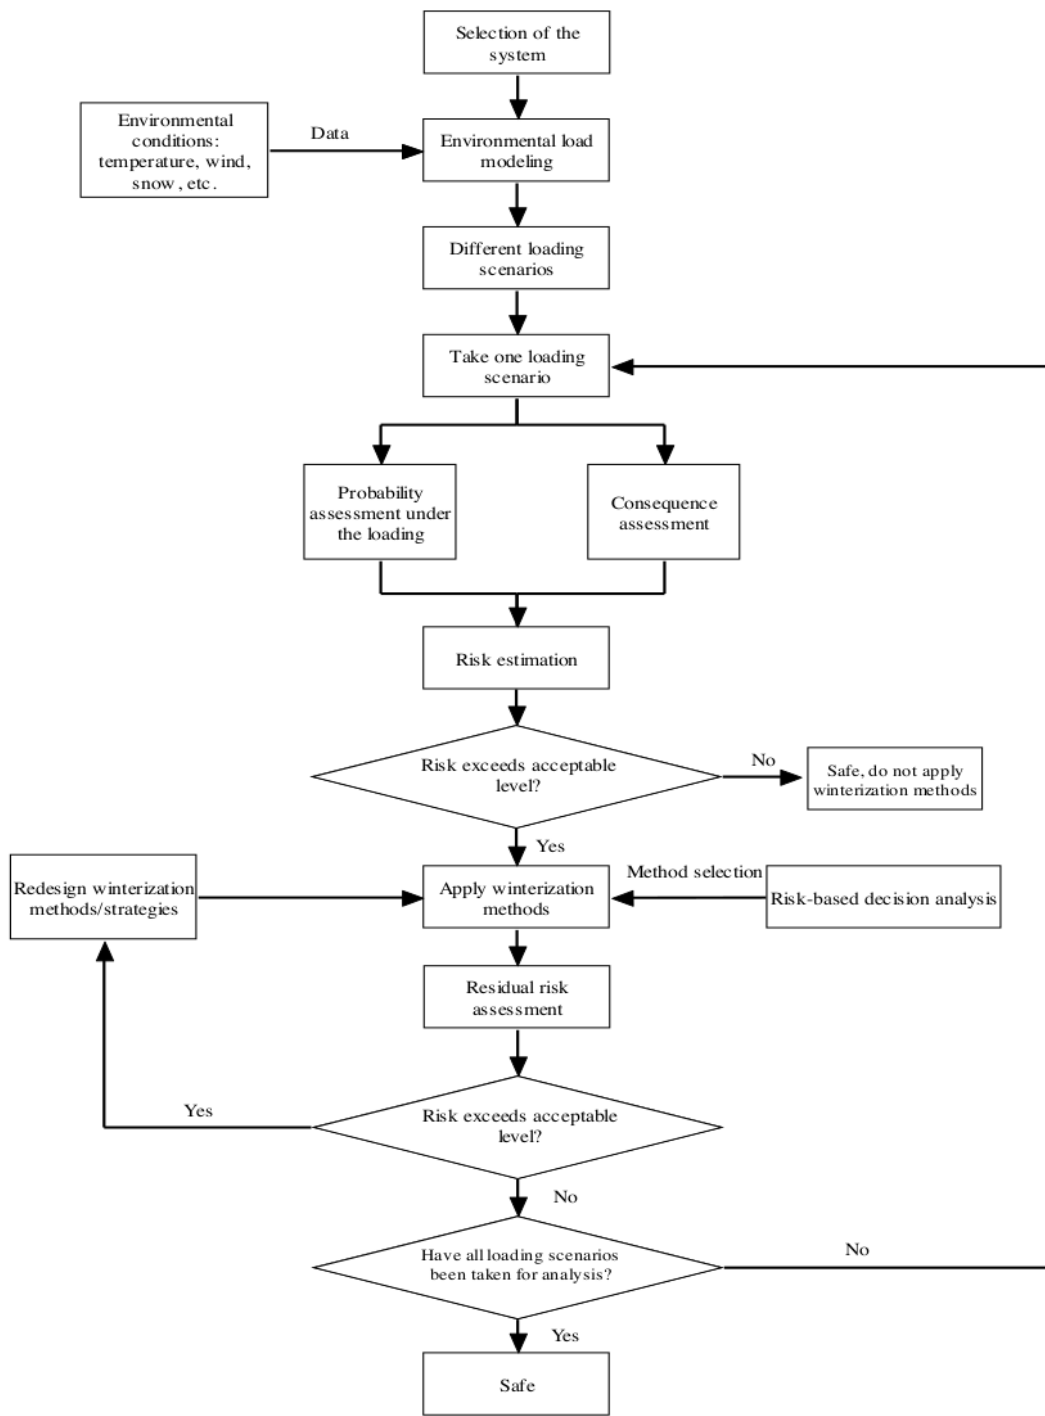 Selection of the
system
Environmental
conditions:
temperature, wind,
snow, etc.
Data
Environmental load
modeling
Different loading
scenarios
Take one loading
scenario
Probability
assessment under
the loading
Consequence
assessment
Risk estimation
Risk exceeds acceptable
level?
No
Safe, do not apply
winterization methods
Yes
Redesign winterization
methods/strategies
Apply winterization
methods
Method selection
Risk-based decision analysis
Residual risk
assessment
Yes
Risk exceeds acceptable
level?
No
Have all loading scenarios
been taken for analysis?
No
Yes
Safe